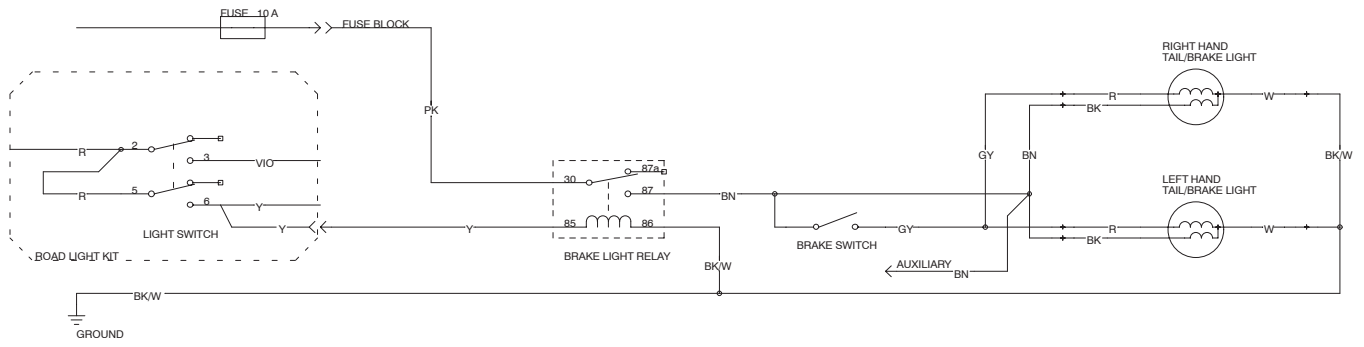 FUSE 10 A
FUSE BLOCK
RIGHT HAND
TAIL/BRAKE LIGHT
R
W
BK
PK
2
R
3
VIO
GY
BN
BK/W
87a
30
87
BN
LEFT HAND
TAIL/BRAKE LIGHT
5
R
6
Y
LIGHT SWITCH
Y
Y
85
86
GY
R
W
BK
BRAKE SWITCH
ROAD LIGHT KIT
BRAKE LIGHT RELAY
BK/W
AUXILIARY
BN
BK/W
GROUND